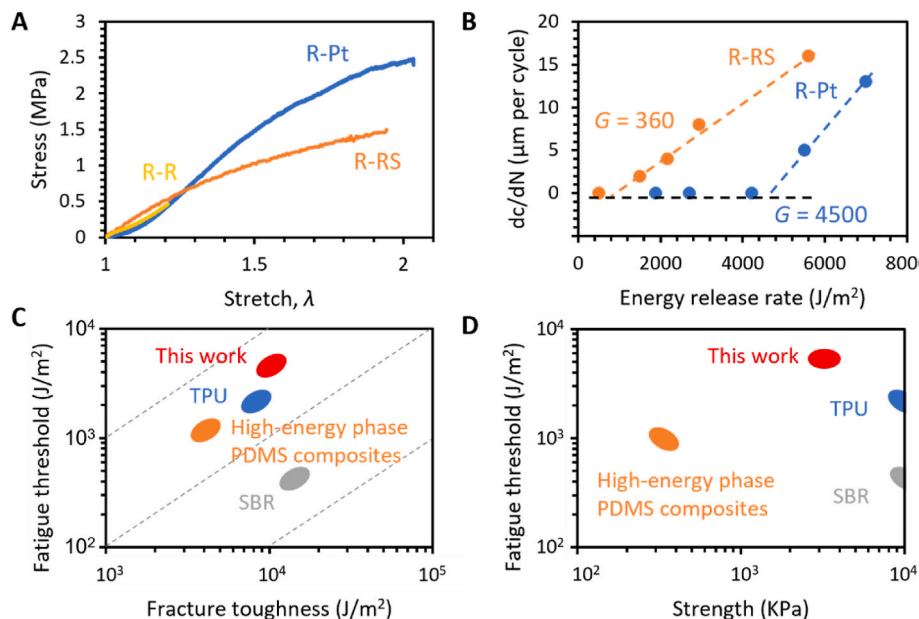 A
3
2.5
2
1.5
1
0.5
0
Stress (MPa)
R-Pt
R-R
R-RS
1
1.5
2
Stretch, λ
B
20
15
10
5
0
dc/dN (µm per cycle)
R-RS
R-Pt
G = 360
G = 4500
0
2000
4000
6000
8000
Energy release rate (J/m²)
C
10⁴
10³
10²
Fatigue threshold (J/m²)
This work
TPU
High-energy phase
PDMS composites
SBR
10³
10⁴
10⁵
Fracture toughness (J/m²)
D
10⁴
10³
10²
Fatigue threshold (J/m²)
This work
TPU
High-energy phase
PDMS composites
SBR
10²
10³
10⁴
Strength (KPa)